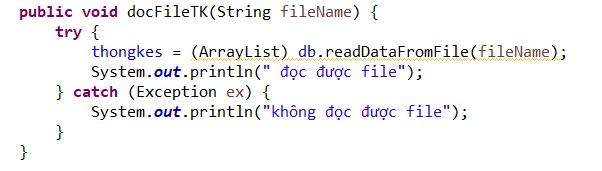 public void docFileTK(String fileName) {
try {
thongkes = (ArrayList) db.readDataFromFile(fileName);
System.out.println(" đọc được file");
} catch (Exception ex) {
System.out.println("không đọc được file");
}
}